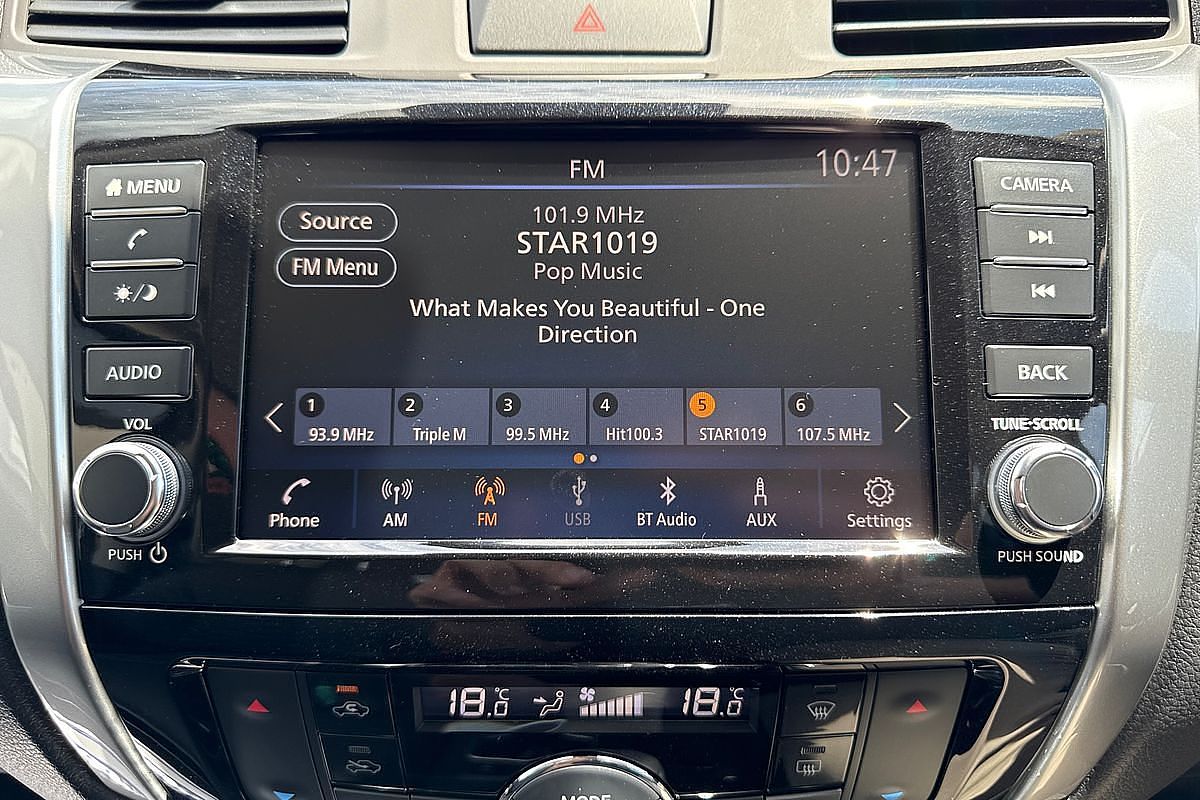 FM
10:47
MENU
CAMERA
Source
101.9 MHz
STAR1019
FM Menu
Pop Music
What Makes You Beautiful - One
Direction
AUDIO
BACK
VOL
TUNE·SCROLL
1
2
3
4
5
6
93.9 MHz
Triple M
99.5 MHz
Hit100.3
STAR1019
107.5 MHz
Phone
AM
FM
USB
BT Audio
AUX
Settings
PUSH
PUSH SOUND
18.0°C
18.0°C
MODE